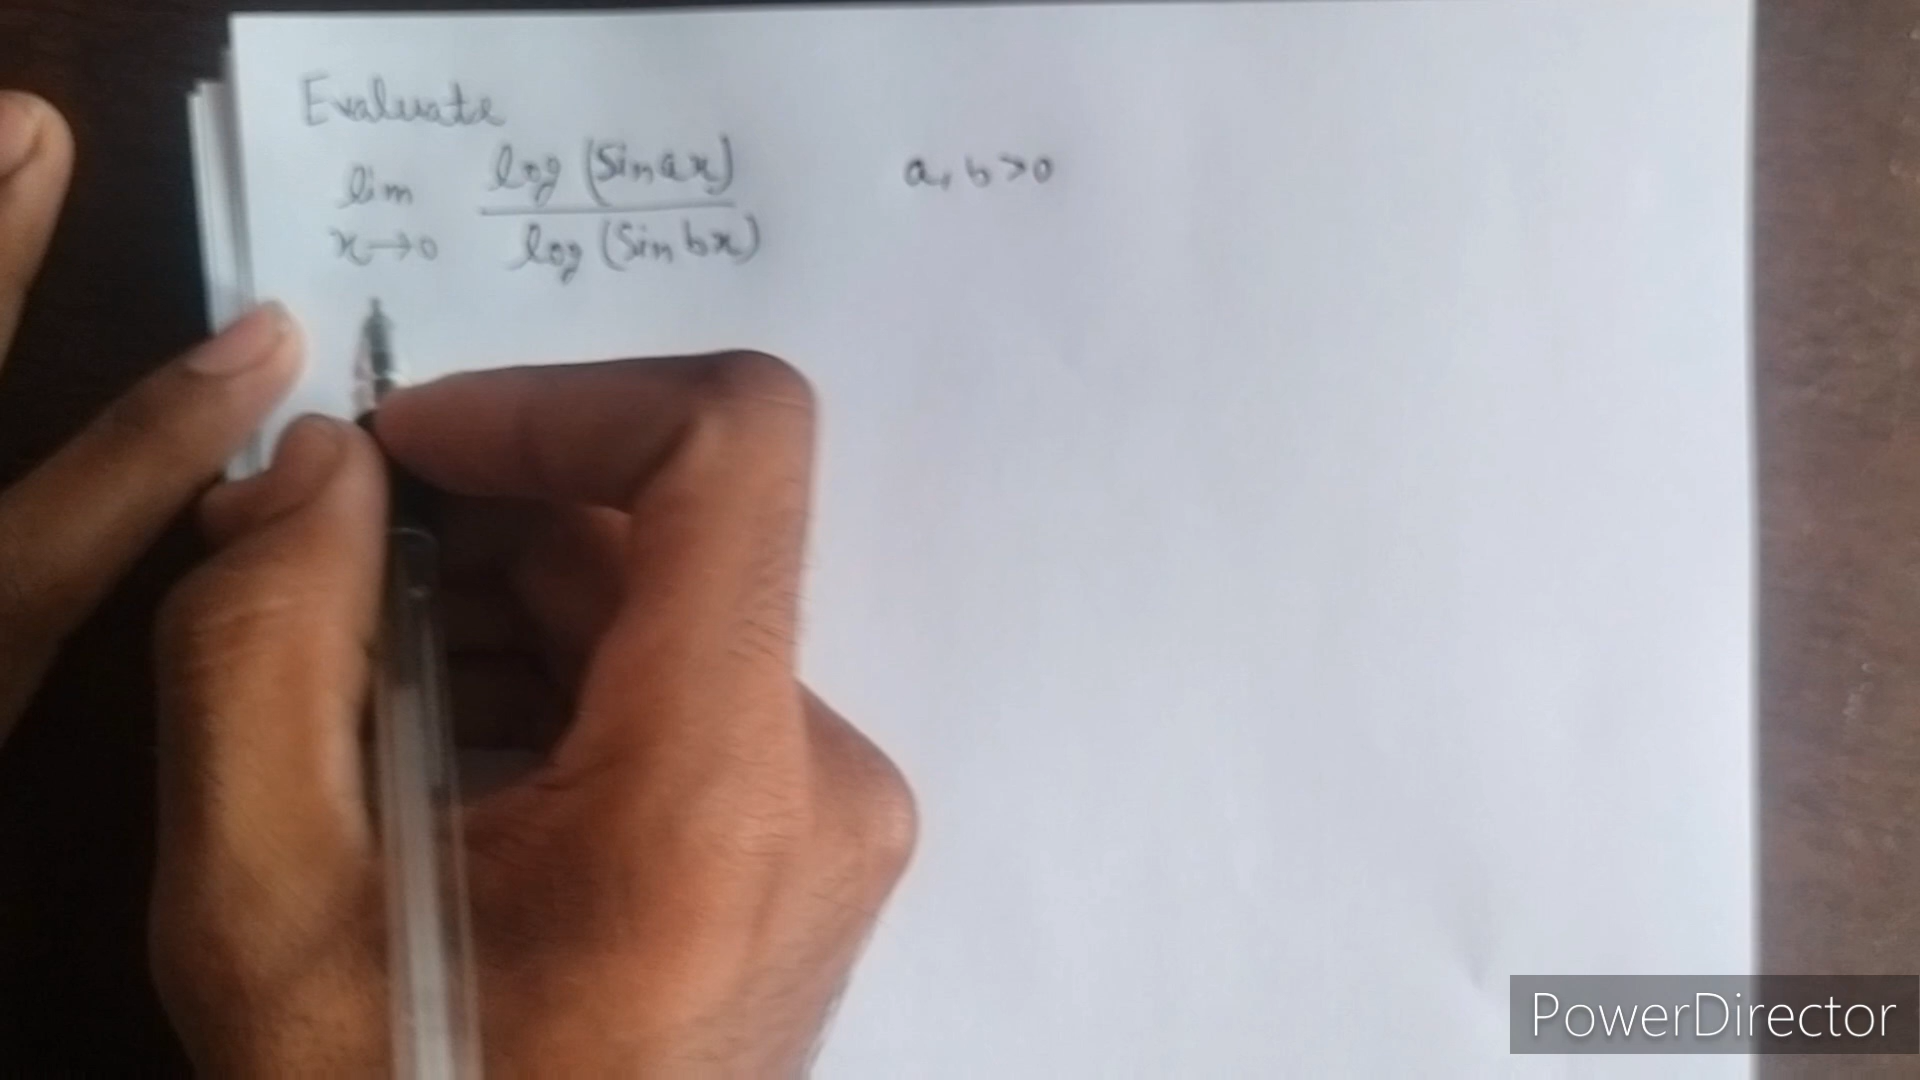 Evaluate
lim log (Sin ax) a, b > 0
x→0 log (Sin bx)
PowerDirector